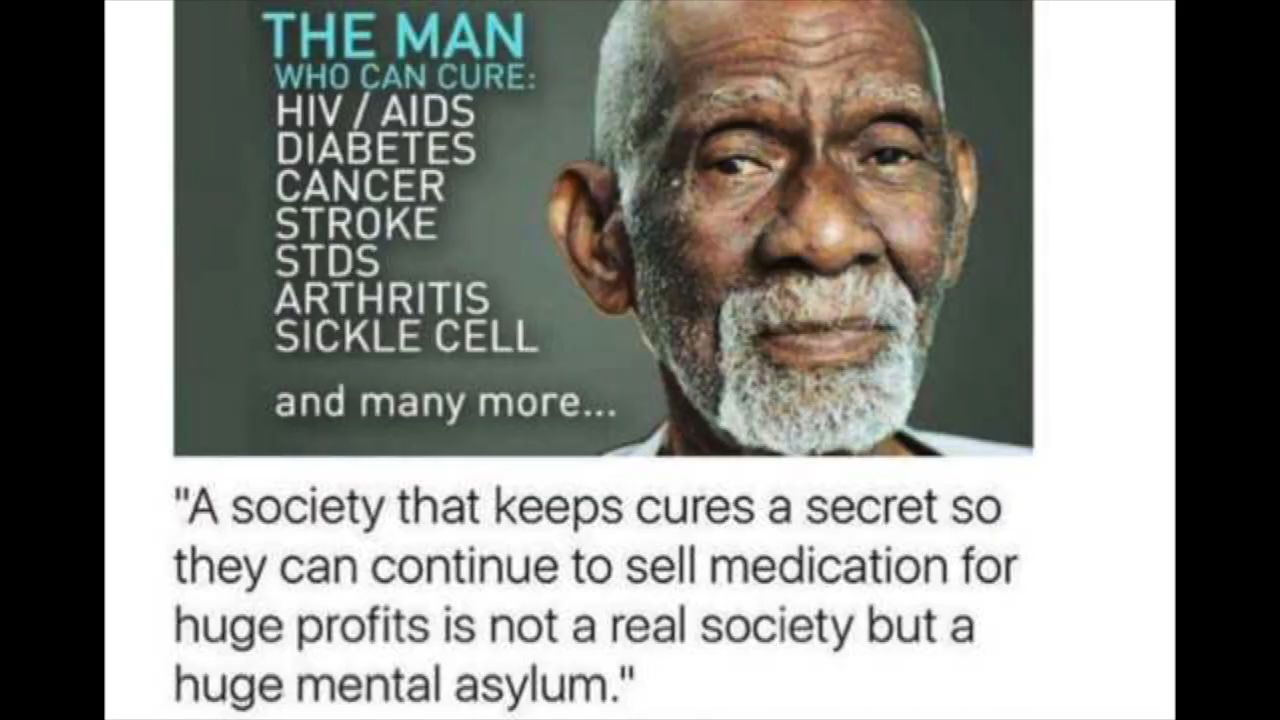 THE MAN
WHO CAN CURE:
HIV / AIDS
DIABETES
CANCER
STROKE
STDS
ARTHRITIS
SICKLE CELL
and many more...
"A society that keeps cures a secret so
they can continue to sell medication for
huge profits is not a real society but a
huge mental asylum."